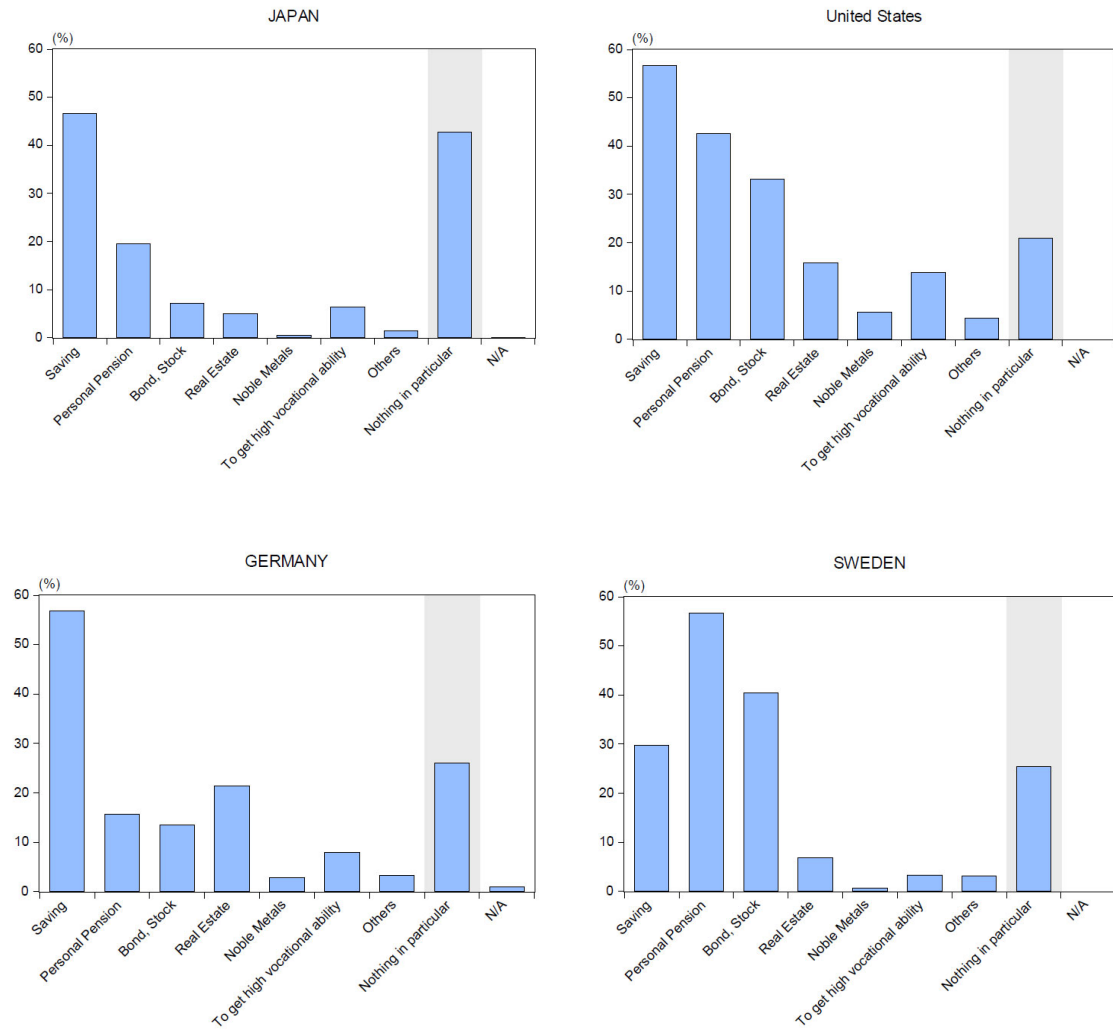 JAPAN
(%)
60
50
40
30
20
10
0
Saving
Personal Pension
Bond, Stock
Real Estate
Noble Metals
To get high vocational ability
Others
Nothing in particular
N/A
United States
(%)
60
50
40
30
20
10
0
Saving
Personal Pension
Bond, Stock
Real Estate
Noble Metals
To get high vocational ability
Others
Nothing in particular
N/A
GERMANY
(%)
60
50
40
30
20
10
0
Saving
Personal Pension
Bond, Stock
Real Estate
Noble Metals
To get high vocational ability
Others
Nothing in particular
N/A
SWEDEN
(%)
60
50
40
30
20
10
0
Saving
Personal Pension
Bond, Stock
Real Estate
Noble Metals
To get high vocational ability
Others
Nothing in particular
N/A